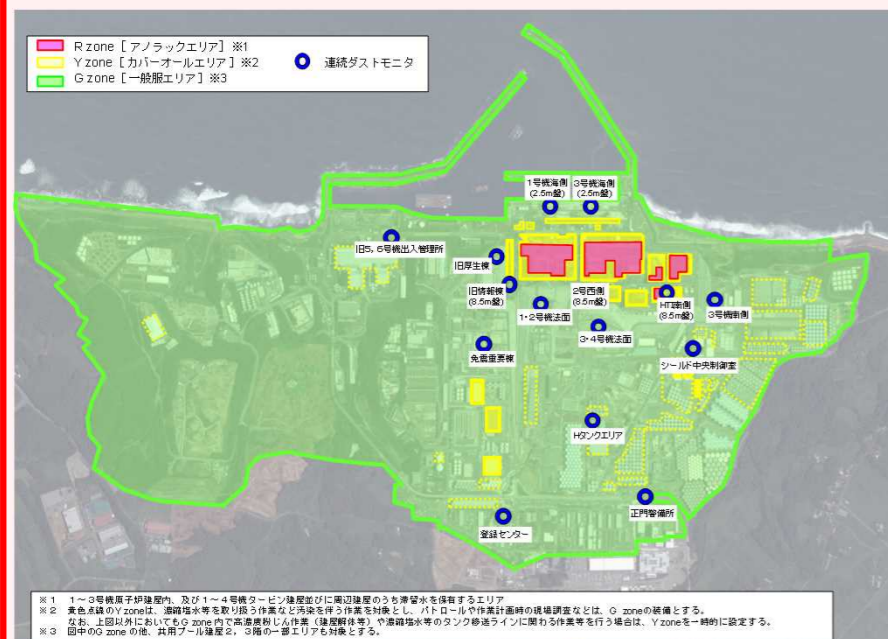 R zone [ アノラックエリア] ※1
Y zone [ カバーオールエリア ] ※2
G zone [ 一般服エリア] ※3
連続ダストモニタ
1号機海側
(2.5m盤)
3号機海側
(2.5m盤)
旧5, 6号機出入管理所
旧厚生棟
旧情報棟
(8.5m盤)
2号西側
(8.5m盤)
HTI南側
(8.5m盤)
3号機南側
1・2号機法面
3・4号機法面
免震重要棟
シールド中央制御室
Hタンクエリア
正門警備所
登録センター
※1 1～3号機原子炉建屋内、及び1～4号機タービン建屋並びに周辺建屋のうち滞留水を保有するエリア
※2 黄色点線のYzoneは、濃縮塩水等を取り扱う作業など汚染を伴う作業を対象とし、パトロールや作業計画時の現場調査などは、G zoneの装備とする。
なお、上図以外においてもG zone内で高濃度粉じん作業（建屋解体等）や濃縮塩水等のタンク移送ラインに関わる作業等を行う場合は、Yzoneを一時的に設定する。
※3 図中のG zoneの他、共用プール建屋2，3階の一部エリアも対象とする。